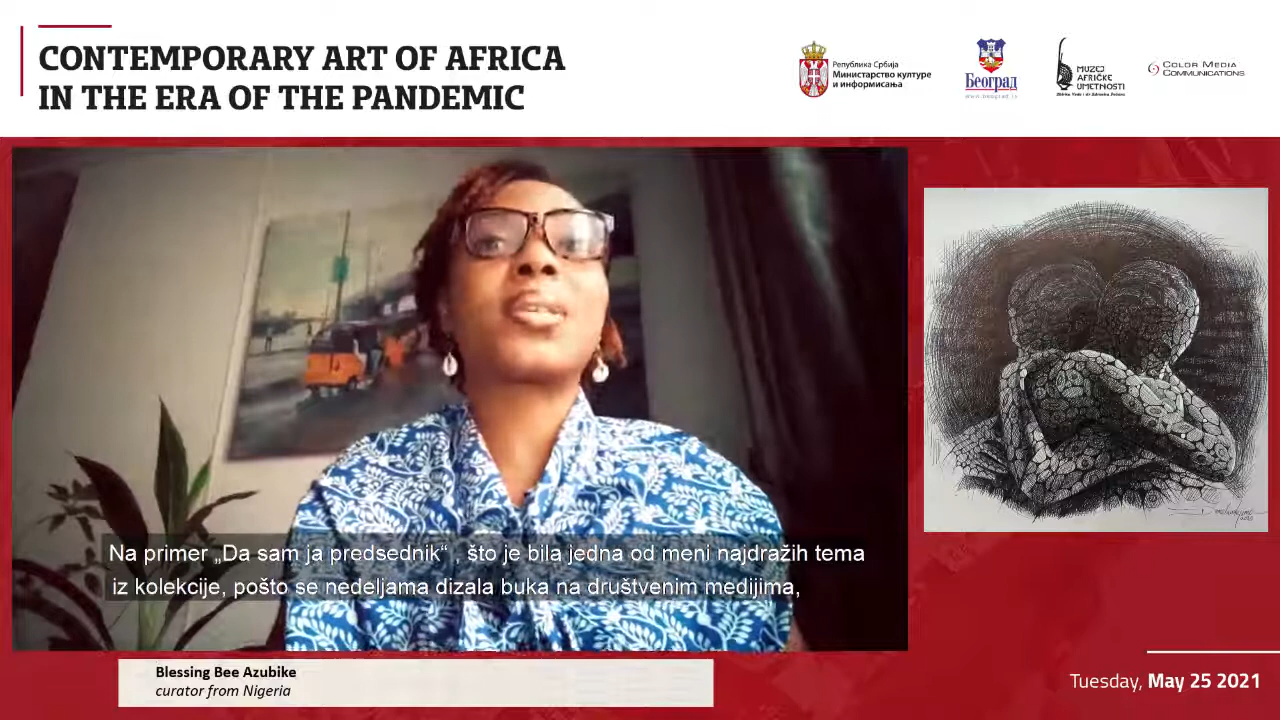 CONTEMPORARY ART OF AFRICA
IN THE ERA OF THE PANDEMIC
Република Србија
Министарство културе
и информисања
Београд
MUZEJ
AFRIČKE
UMETNOSTI
COLOR MEDIA
COMMUNICATIONS
Na primer „Da sam ja predsednik“ , što je bila jedna od meni najdražih tema
iz kolekcije, pošto se nedeljama dizala buka na društvenim medijima,
Blessing Bee Azubike
curator from Nigeria
Tuesday, May 25 2021